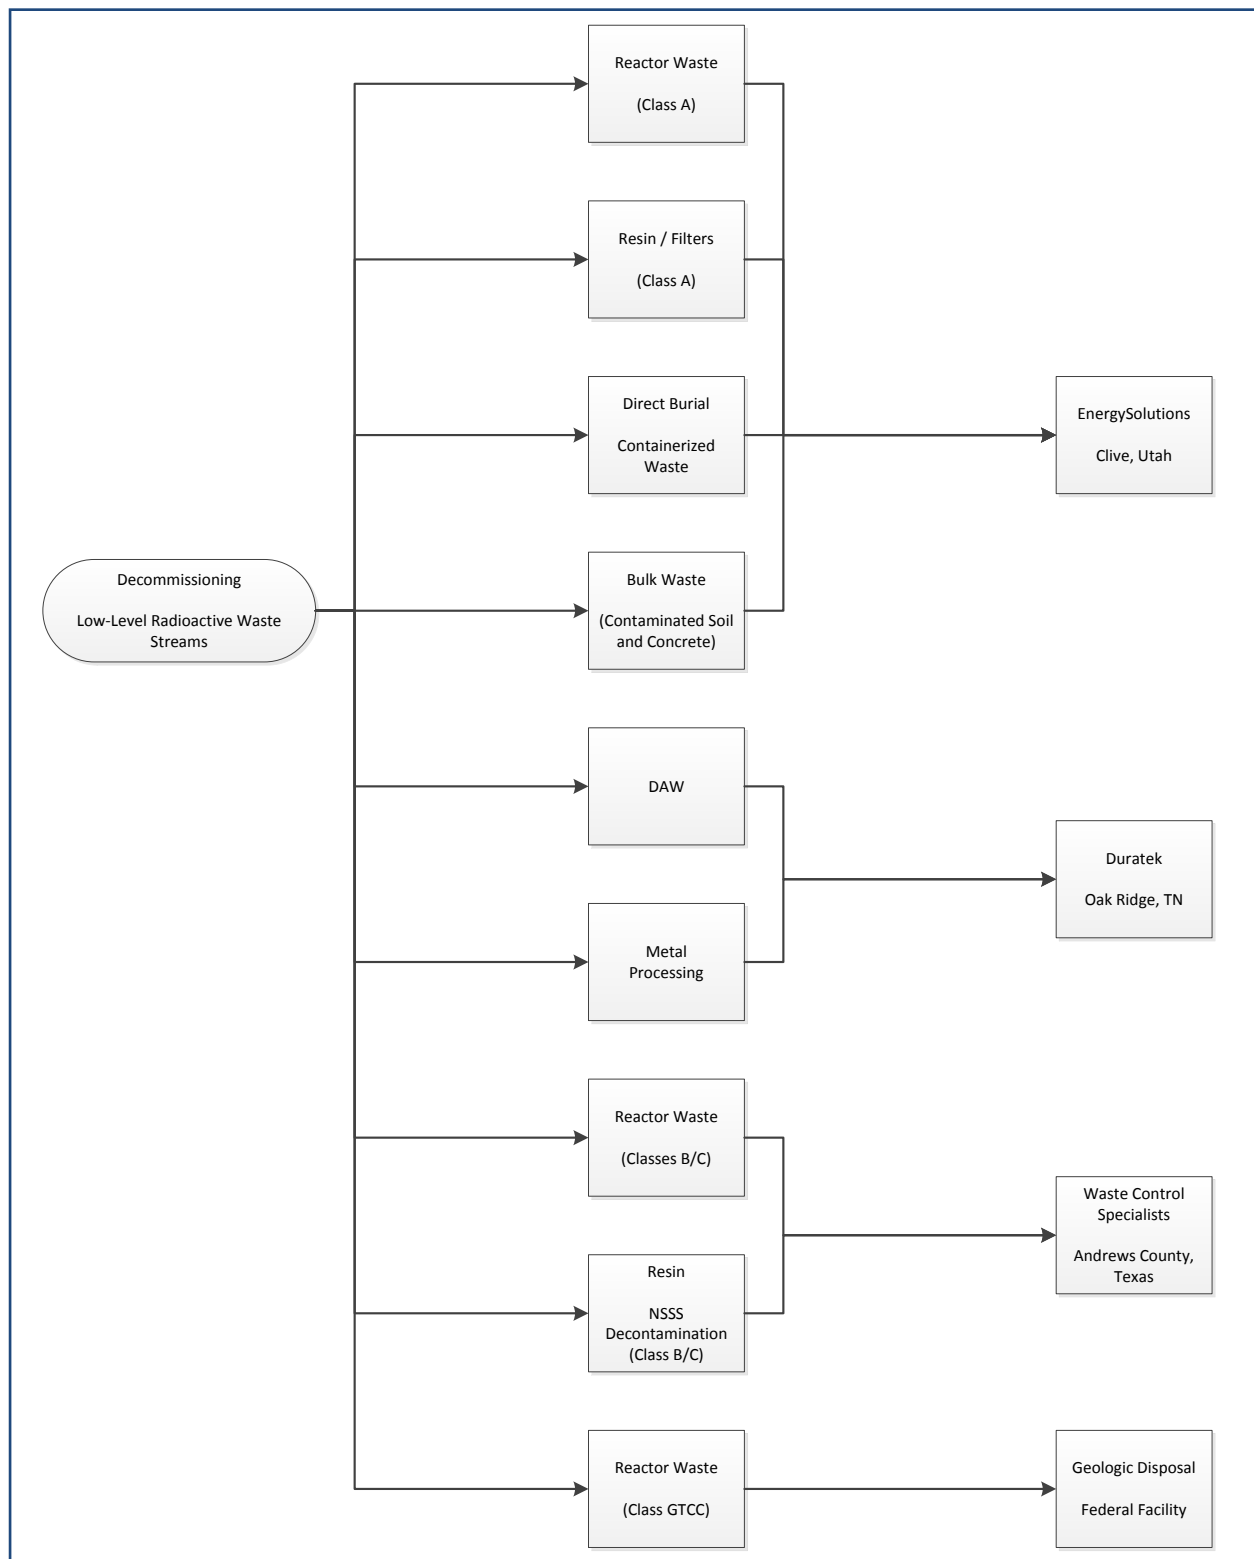 Reactor Waste
(Class A)
Resin / Filters
(Class A)
Direct Burial
Containerized
Waste
EnergySolutions
Clive, Utah
Decommissioning
Low-Level Radioactive Waste
Streams
Bulk Waste
(Contaminated Soil
and Concrete)
DAW
Duratek
Oak Ridge, TN
Metal
Processing
Reactor Waste
(Classes B/C)
Waste Control
Specialists
Andrews County,
Texas
Resin
NSSS
Decontamination
(Class B/C)
Reactor Waste
(Class GTCC)
Geologic Disposal
Federal Facility